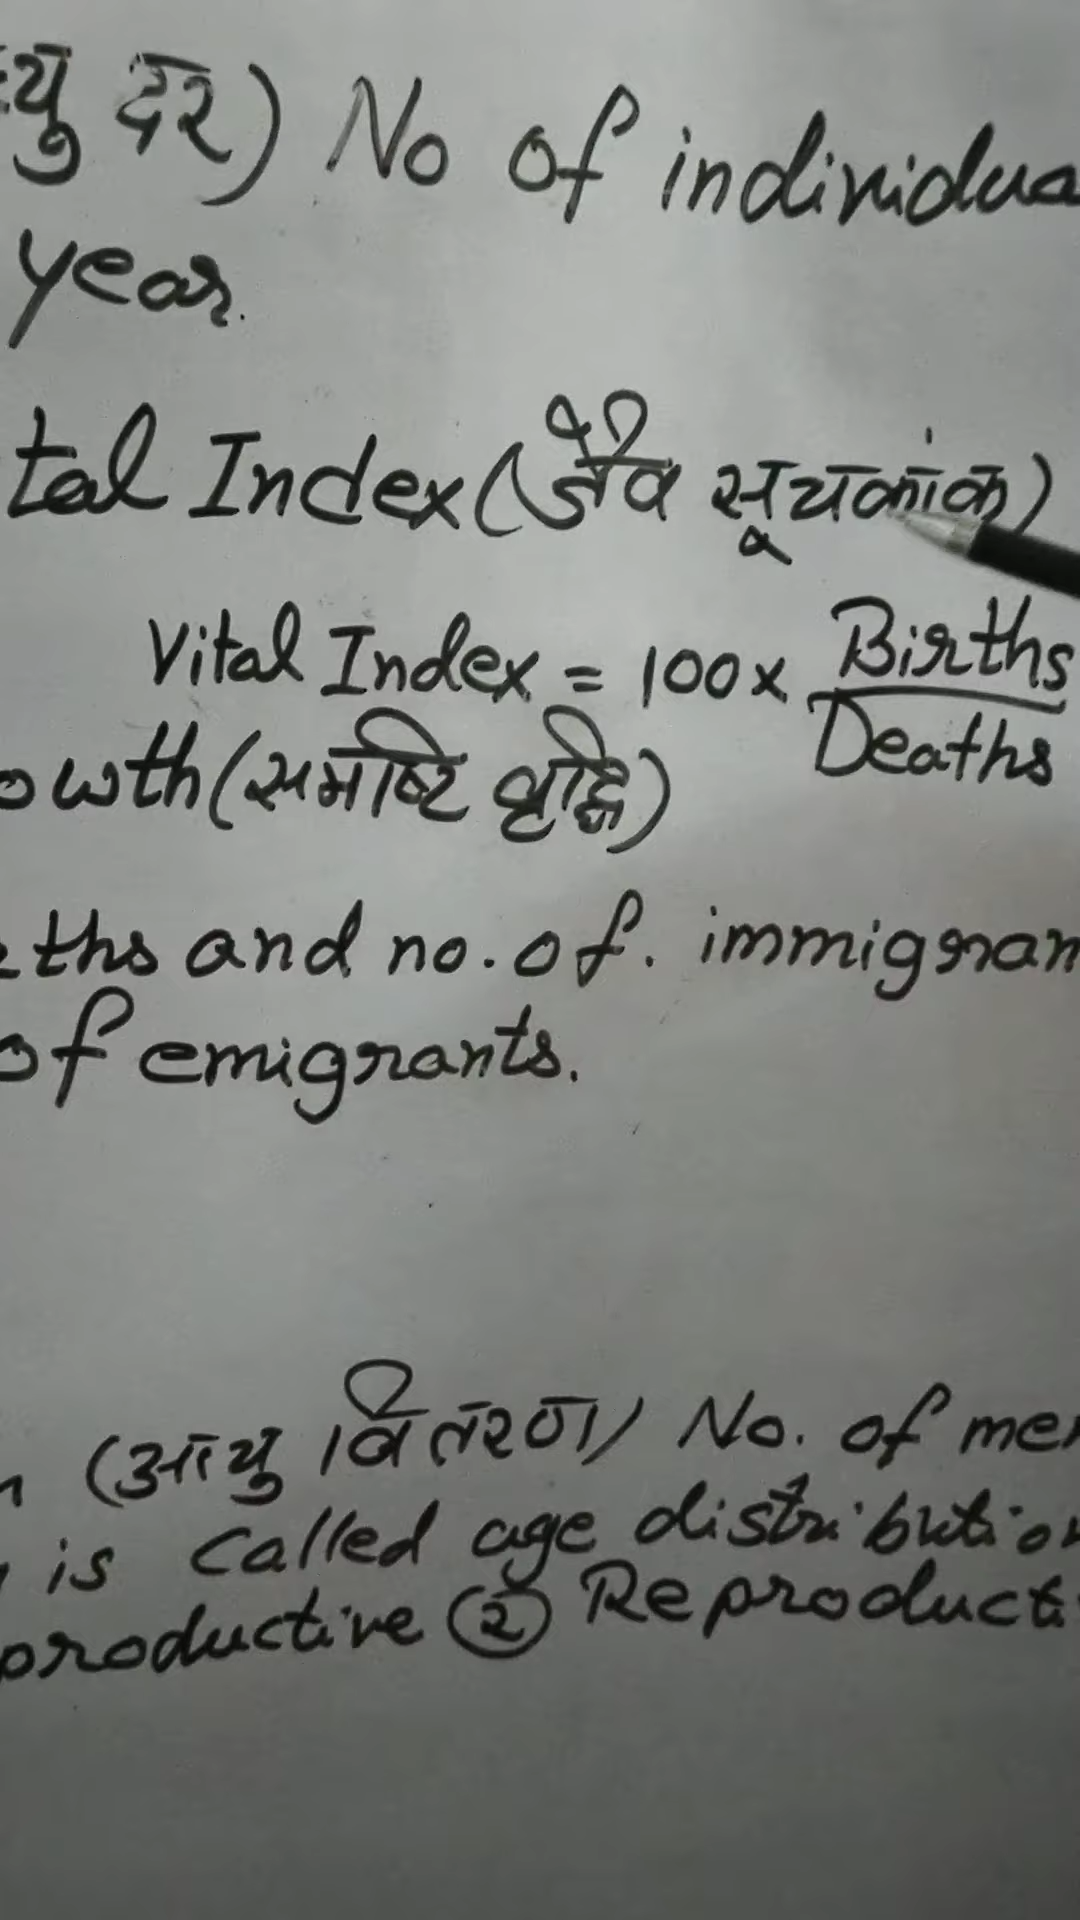 यु दर) No of individua
year.
tal Index (जैव सूचकांक)
Vital Index = 100 x Births
Deaths
owth (समष्टि वृद्धि)
ths and no. of. immigran
of emigrants.
n (आयु वितरण) No. of me
is called age distribution
productive ② Reproducti